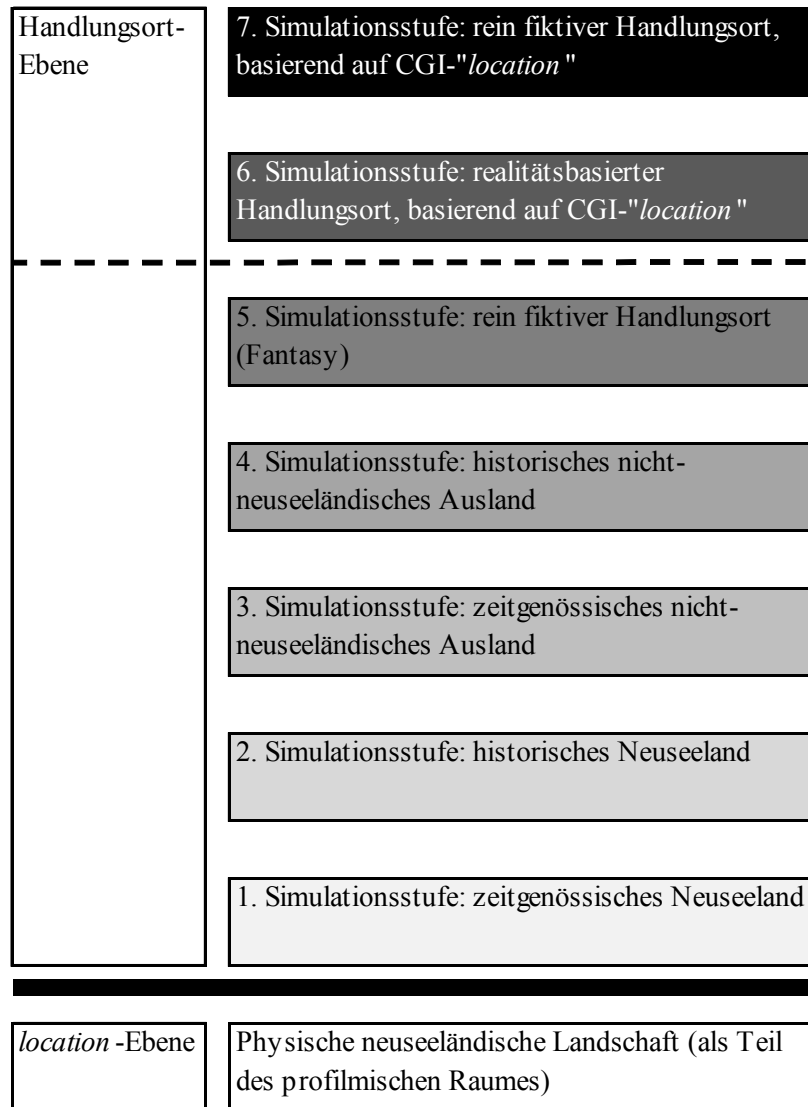 Handlungsort-
Ebene
7. Simulationsstufe: rein fiktiver Handlungsort,
basierend auf CGI-"location"
6. Simulationsstufe: realitätsbasierter
Handlungsort, basierend auf CGI-"location"
5. Simulationsstufe: rein fiktiver Handlungsort
(Fantasy)
4. Simulationsstufe: historisches nicht-
neuseeländisches Ausland
3. Simulationsstufe: zeitgenössisches nicht-
neuseeländisches Ausland
2. Simulationsstufe: historisches Neuseeland
1. Simulationsstufe: zeitgenössisches Neuseeland
location-Ebene
Physische neuseeländische Landschaft (als Teil
des profilmischen Raumes)